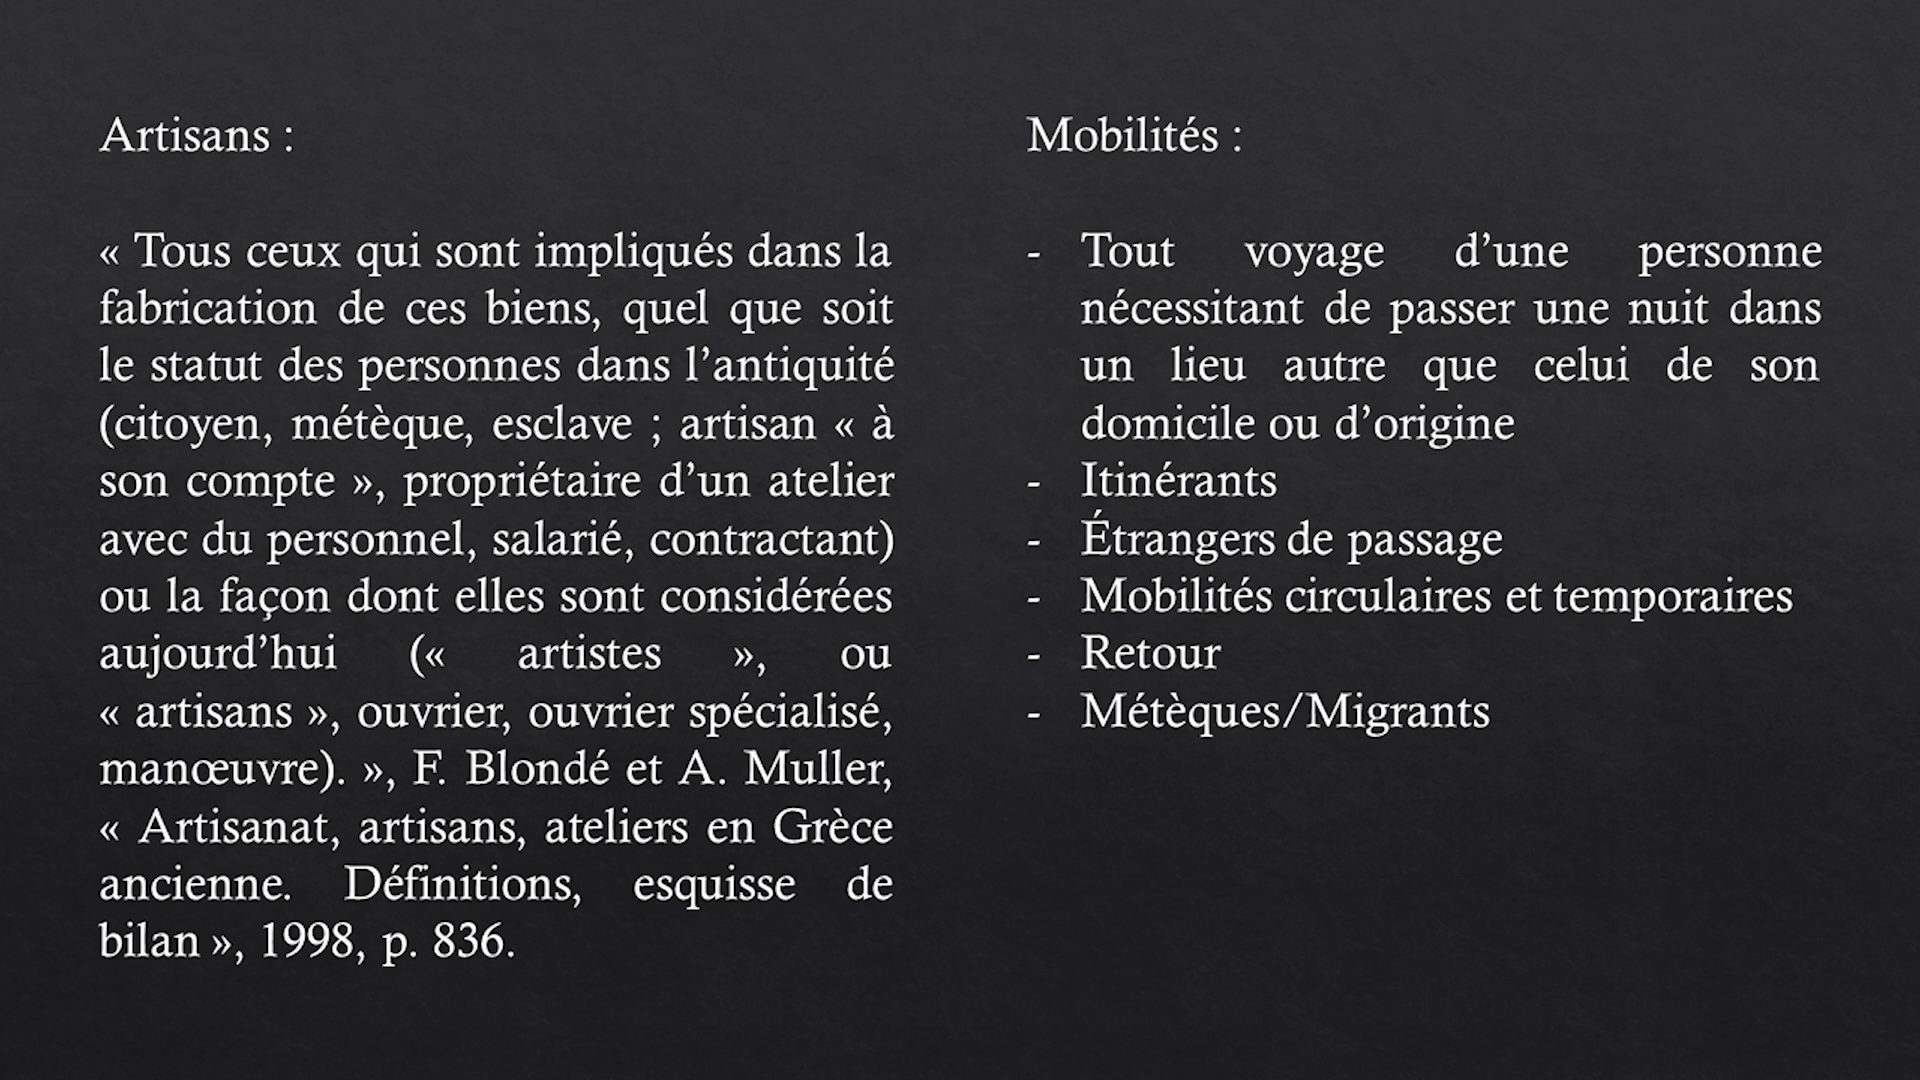 Artisans :
« Tous ceux qui sont impliqués dans la
fabrication de ces biens, quel que soit
le statut des personnes dans l’antiquité
(citoyen, métèque, esclave ; artisan « à
son compte », propriétaire d’un atelier
avec du personnel, salarié, contractant)
ou la façon dont elles sont considérées
aujourd’hui (« artistes », ou
« artisans », ouvrier, ouvrier spécialisé,
manœuvre). », F. Blondé et A. Muller,
« Artisanat, artisans, ateliers en Grèce
ancienne. Définitions, esquisse de
bilan », 1998, p. 836.
Mobilités :
- Tout voyage d’une personne
nécessitant de passer une nuit dans
un lieu autre que celui de son
domicile ou d’origine
- Itinérants
- Étrangers de passage
- Mobilités circulaires et temporaires
- Retour
- Métèques/Migrants